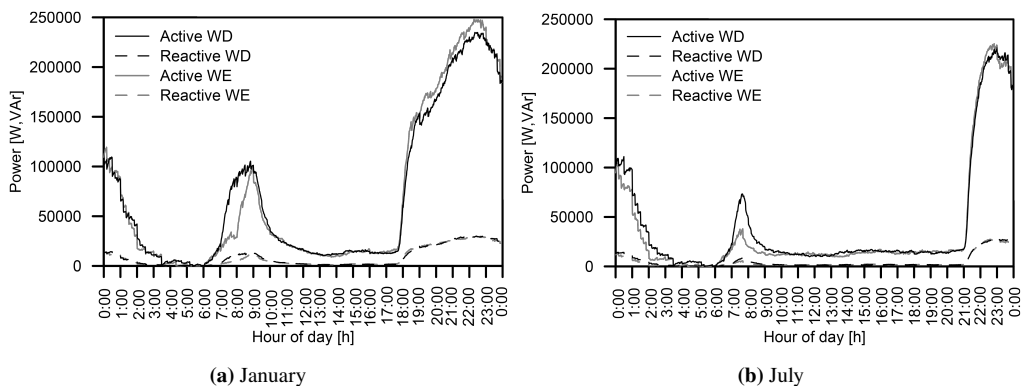 250000
200000
150000
100000
50000
0
Power [W,VAr]
Active WD
Reactive WD
Active WE
Reactive WE
0:00 1:00 2:00 3:00 4:00 5:00 6:00 7:00 8:00 9:00 10:00 11:00 12:00 13:00 14:00 15:00 16:00 17:00 18:00 19:00 20:00 21:00 22:00 23:00 0:00
Hour of day [h]
(a) January
250000
200000
150000
100000
50000
0
Power [W,VAr]
Active WD
Reactive WD
Active WE
Reactive WE
0:00 1:00 2:00 3:00 4:00 5:00 6:00 7:00 8:00 9:00 10:00 11:00 12:00 13:00 14:00 15:00 16:00 17:00 18:00 19:00 20:00 21:00 22:00 23:00 0:00
Hour of day [h]
(b) July